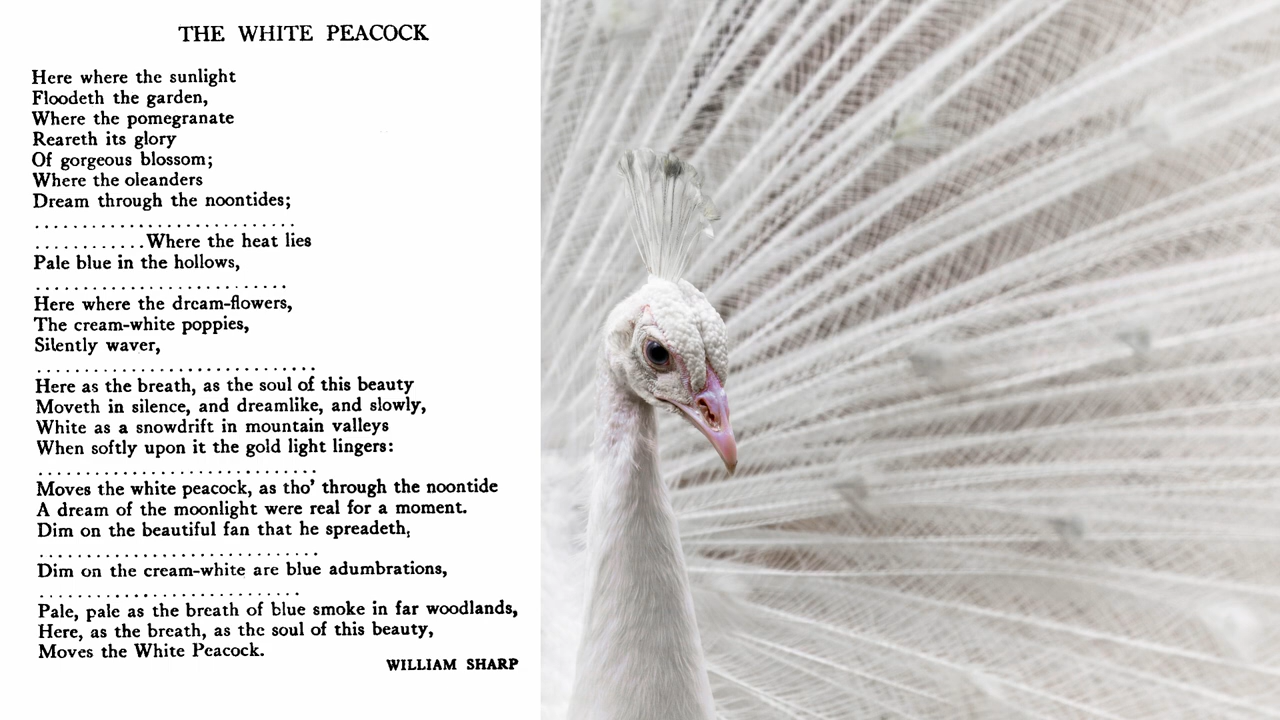 THE WHITE PEACOCK
Here where the sunlight
Floodeth the garden,
Where the pomegranate
Reareth its glory
Of gorgeous blossom;
Where the oleanders
Dream through the noontides;
...........................
...........Where the heat lies
Pale blue in the hollows,
..........................
Here where the dream-flowers,
The cream-white poppies,
Silently waver,
.............................
Here as the breath, as the soul of this beauty
Moveth in silence, and dreamlike, and slowly,
White as a snowdrift in mountain valleys
When softly upon it the gold light lingers:
.............................
Moves the white peacock, as tho' through the noontide
A dream of the moonlight were real for a moment.
Dim on the beautiful fan that he spreadeth,
.............................
Dim on the cream-white are blue adumbrations,
...........................
Pale, pale as the breath of blue smoke in far woodlands,
Here, as the breath, as the soul of this beauty,
Moves the White Peacock.
WILLIAM SHARP